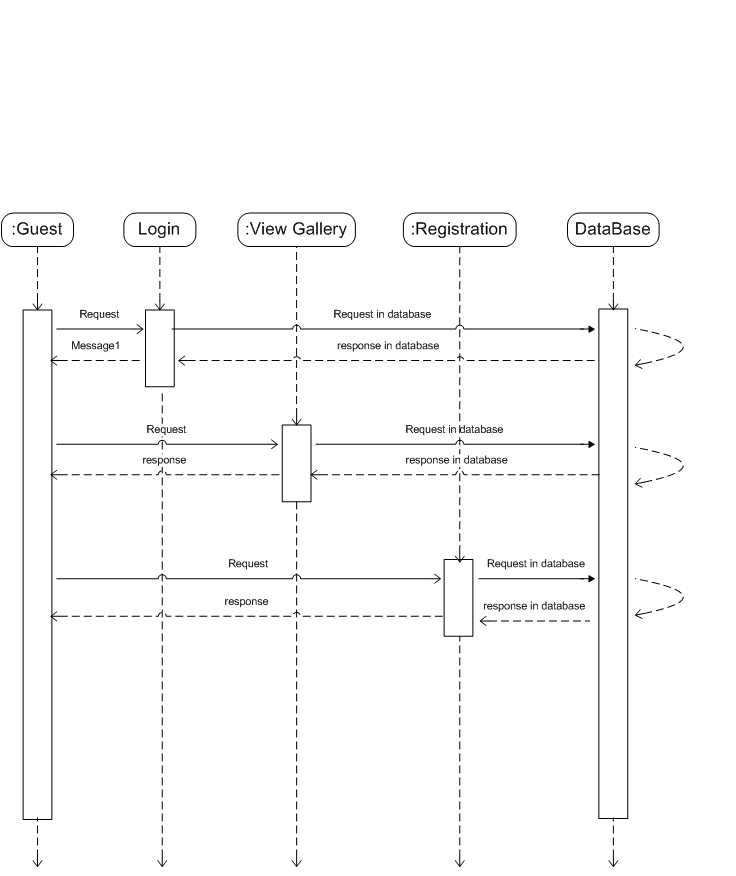 :Guest
Login
:View Gallery
:Registration
DataBase
Request
Request in database
Message1
response in database
Request
Request in database
response
response in database
Request
Request in database
response
response in database